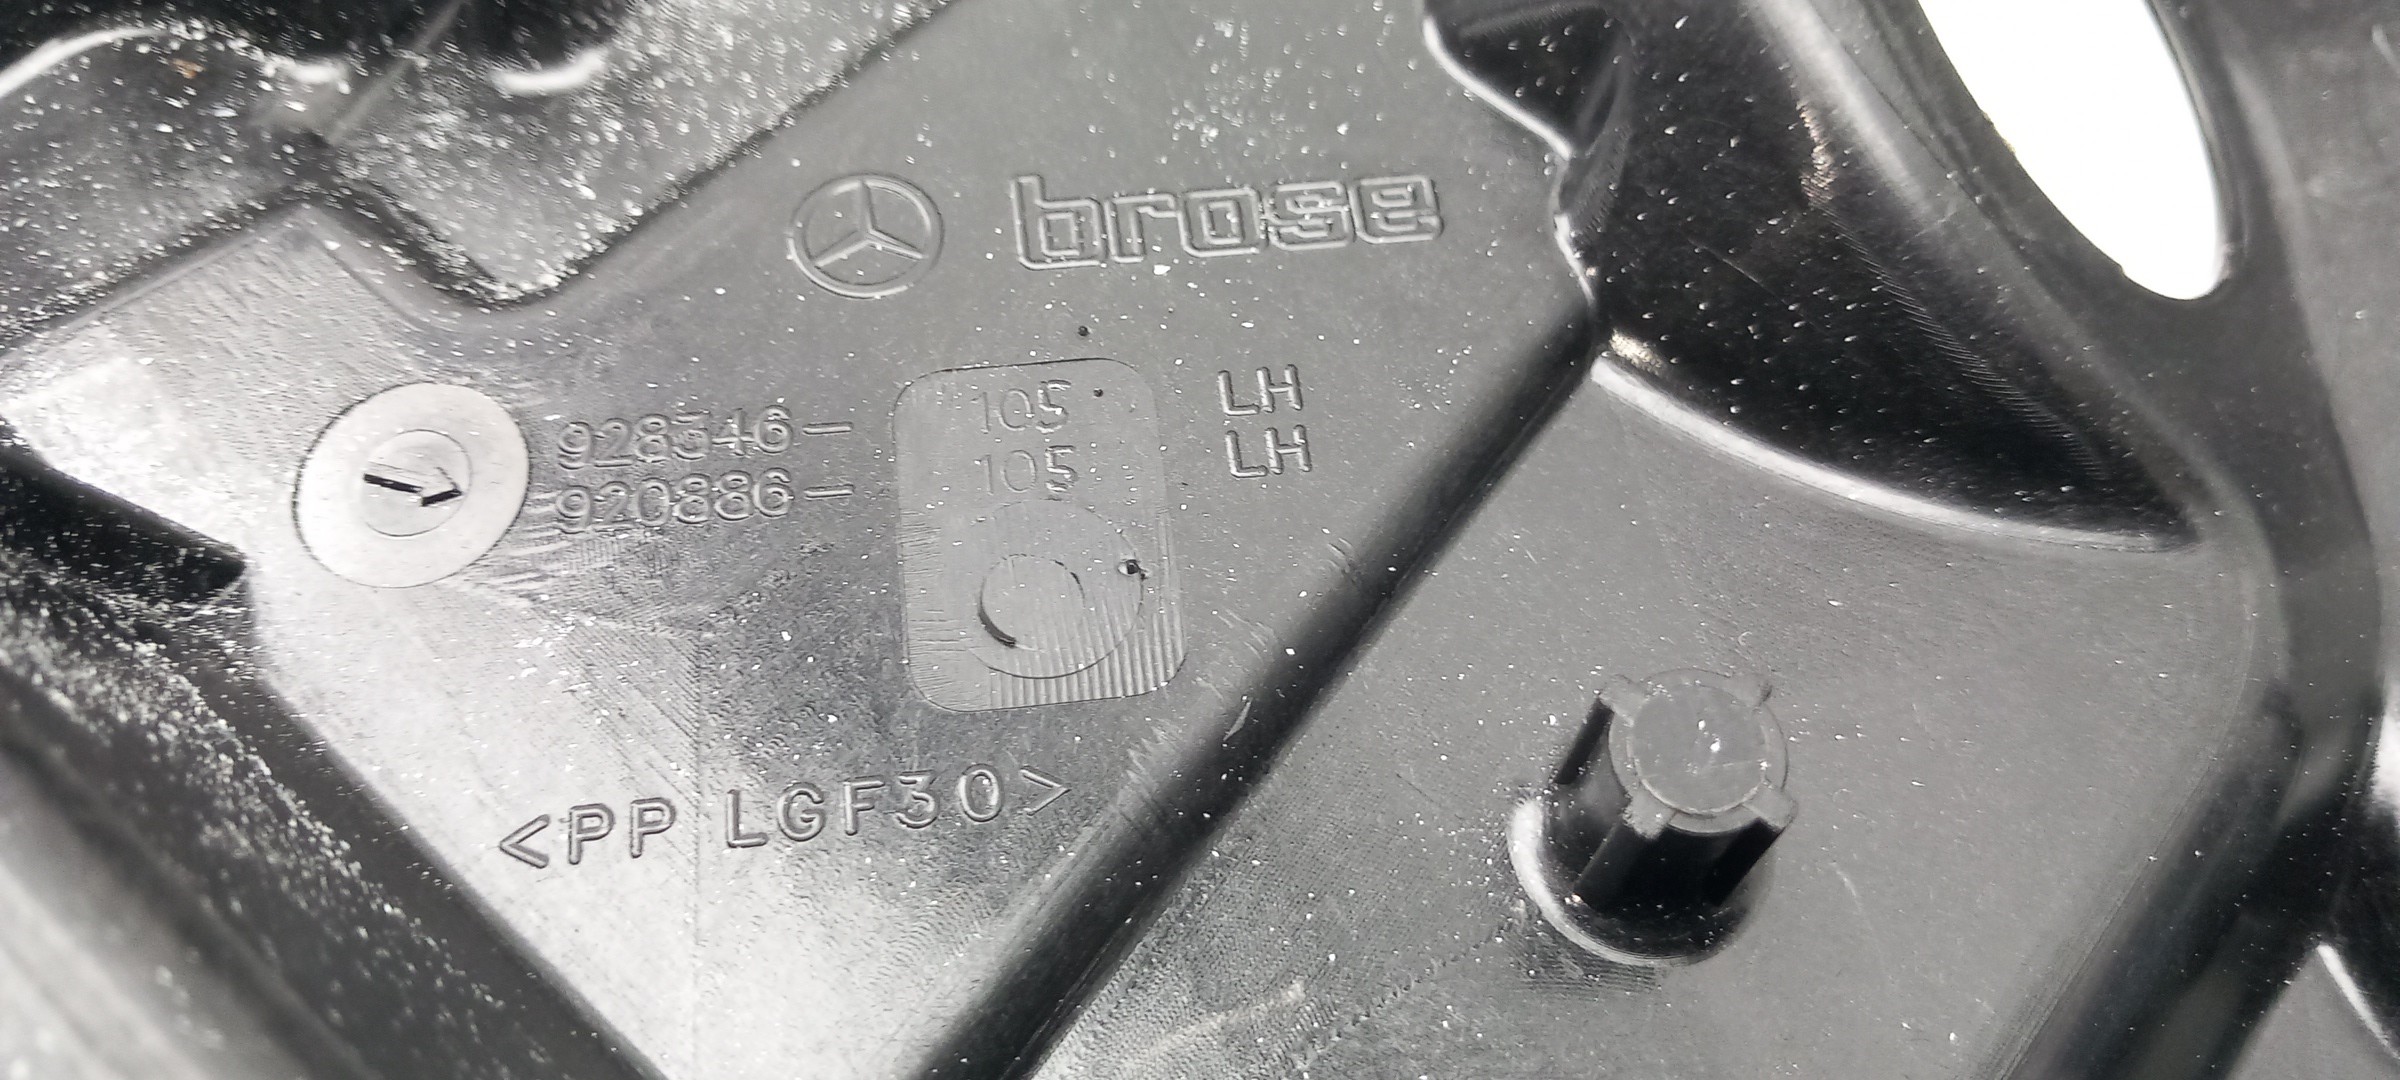 brose
928346- 105 LH
920886- 105 LH
<PP LGF30>